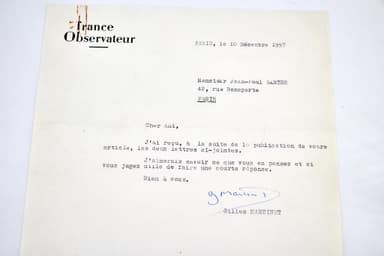 france
Observateur
PARIS, le 10 Décembre 1957
Monsieur Jean-Paul SARTRE
42, rue Bonaparte
PARIS
Cher Ami,
J'ai reçu, à la suite de la publication de votre
article, les deux lettres ci-jointes.
J'aimerais savoir ce que vous en pensez et si
vous jugez utile de faire une courte réponse.
Bien à vous.
G Martinet
Gilles MARTINET